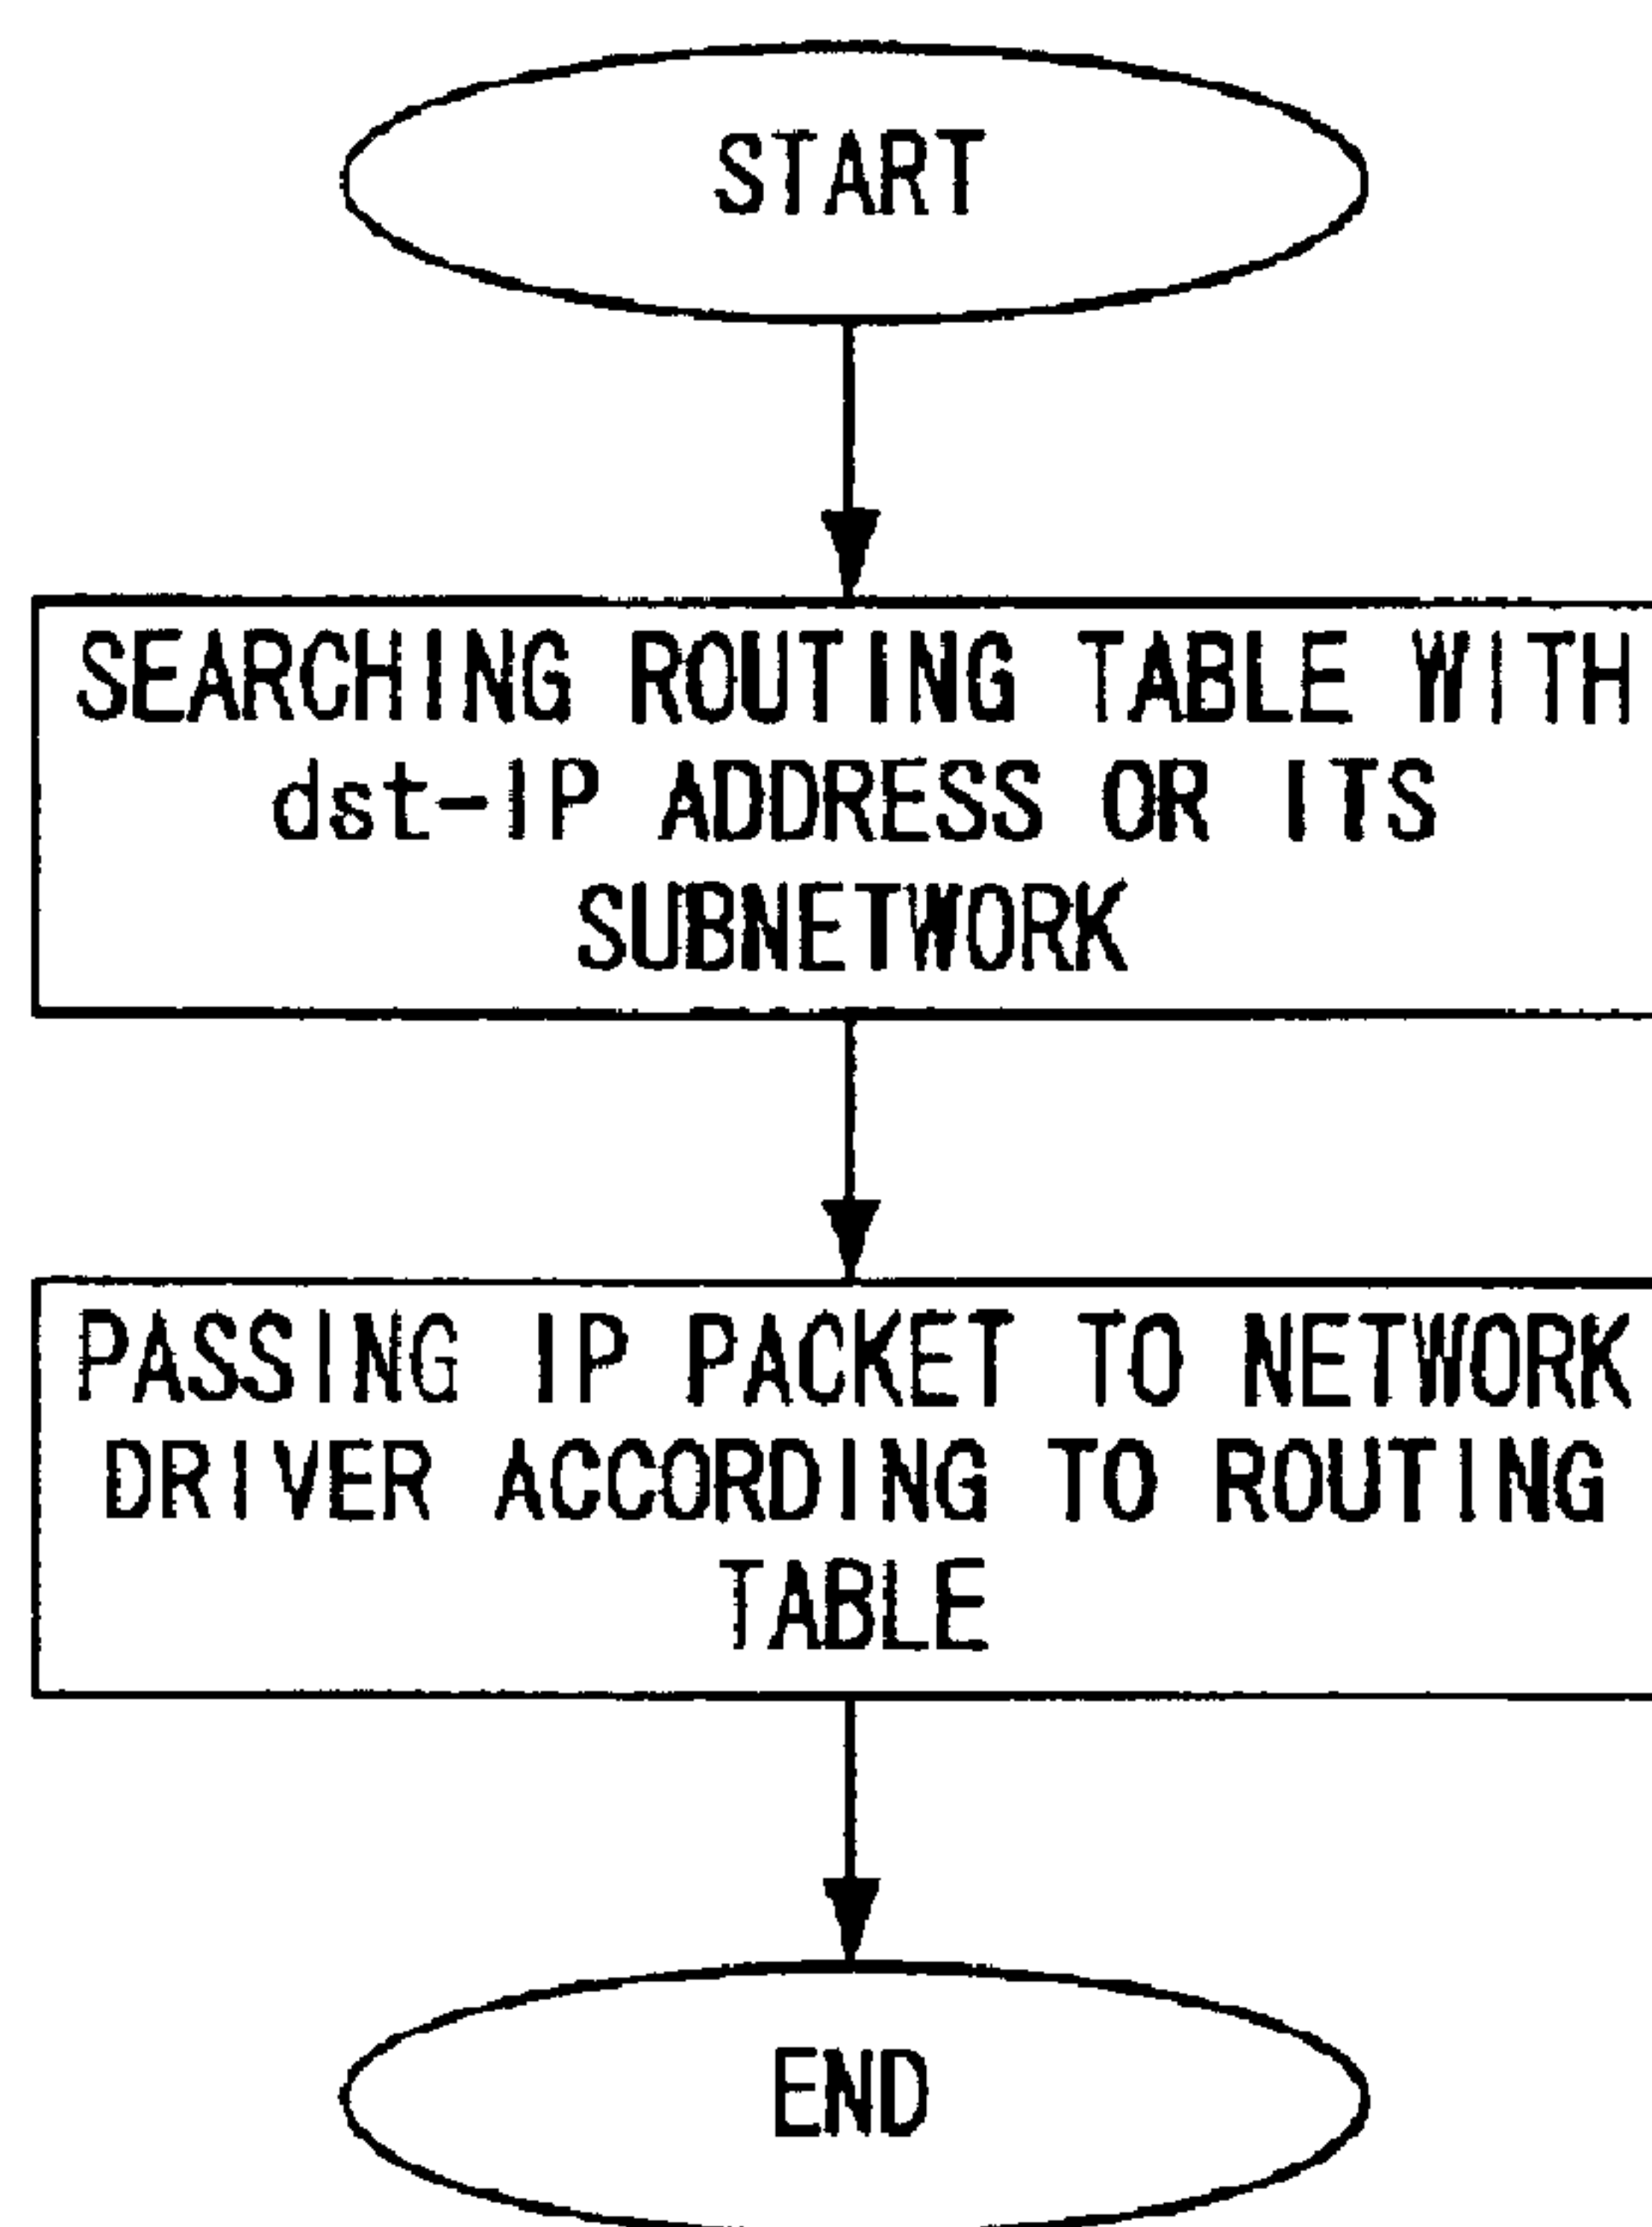 START
SEARCHING ROUTING TABLE WITH
dst-IP ADDRESS OR ITS
SUBNETWORK
PASSING IP PACKET TO NETWORK
DRIVER ACCORDING TO ROUTING
TABLE
END